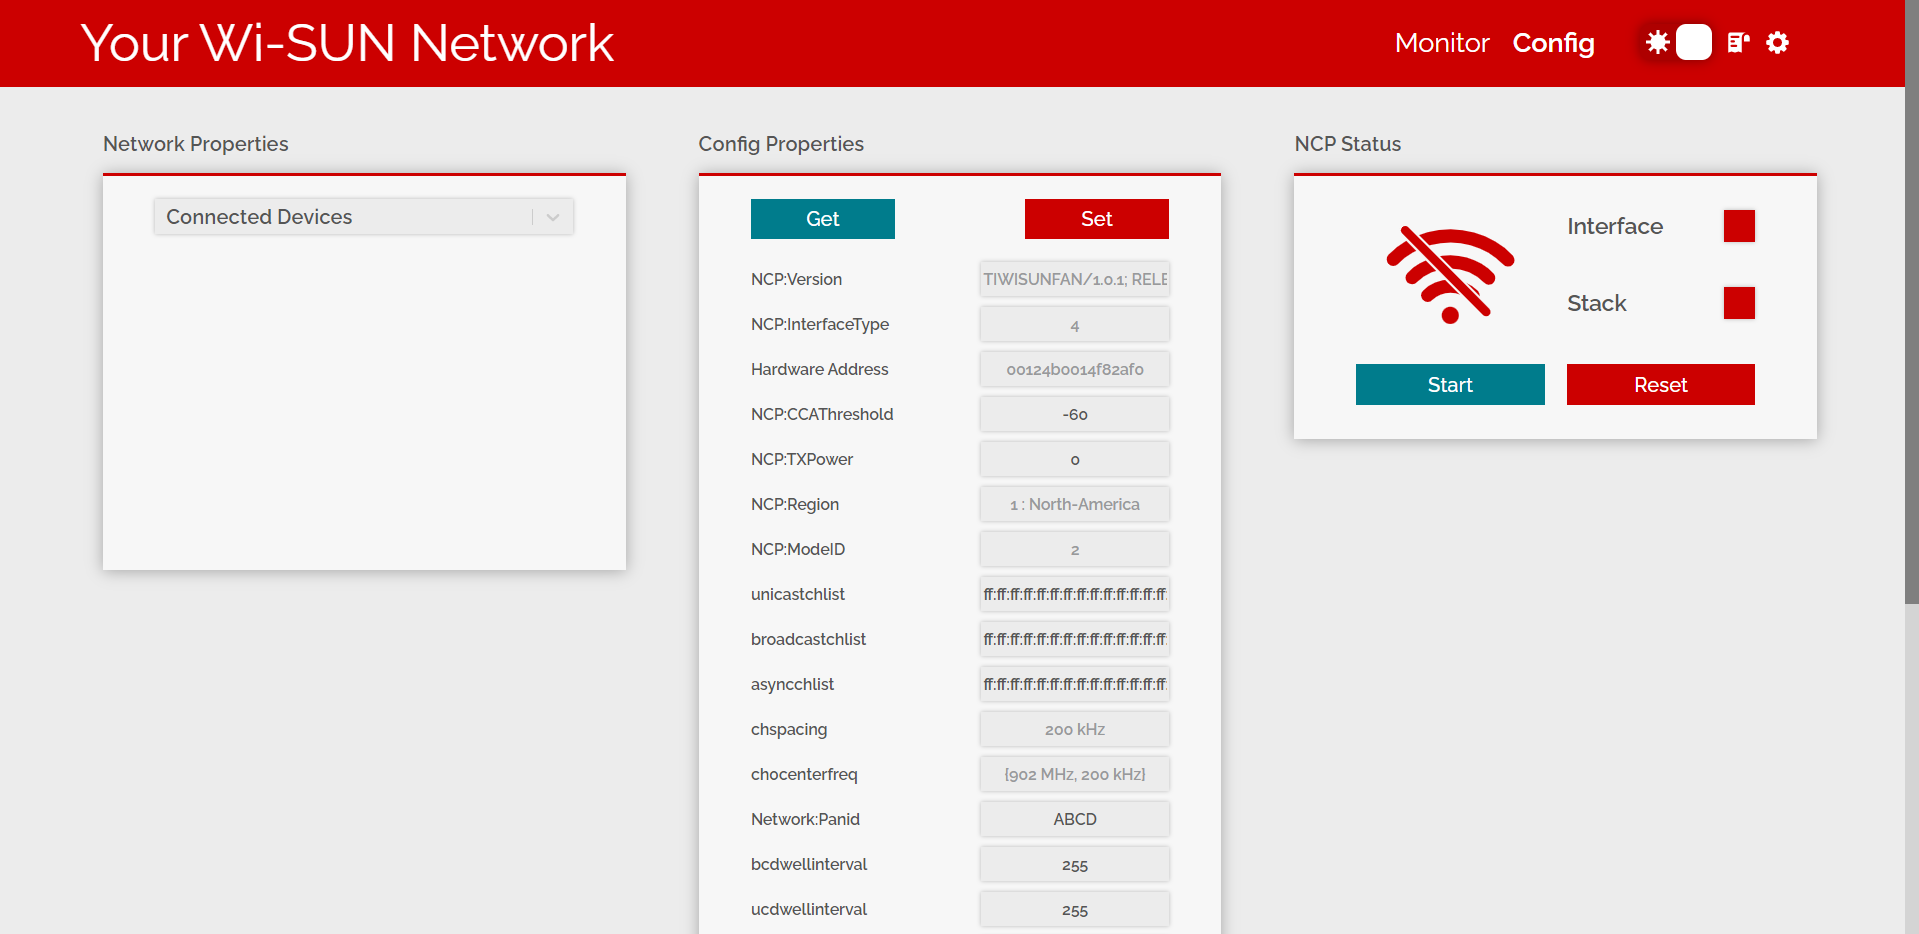 Your Wi-SUN Network
Monitor Config
Network Properties
Connected Devices
Config Properties
Get Set
NCP:Version TIWISUNFAN/1.0.1; RELE
NCP:InterfaceType 4
Hardware Address 00124b0014f82af0
NCP:CCAThreshold -60
NCP:TXPower 0
NCP:Region 1 : North-America
NCP:ModeID 2
unicastchlist ff:ff:ff:ff:ff:ff:ff:ff:ff:ff:ff:ff:ff:ff:
broadcastchlist ff:ff:ff:ff:ff:ff:ff:ff:ff:ff:ff:ff:ff:ff:
asyncchlist ff:ff:ff:ff:ff:ff:ff:ff:ff:ff:ff:ff:ff:ff:
chspacing 200 kHz
ch0centerfreq {902 MHz, 200 kHz}
Network:Panid ABCD
bcdwellinterval 255
ucdwellinterval 255
NCP Status
Interface
Stack
Start Reset